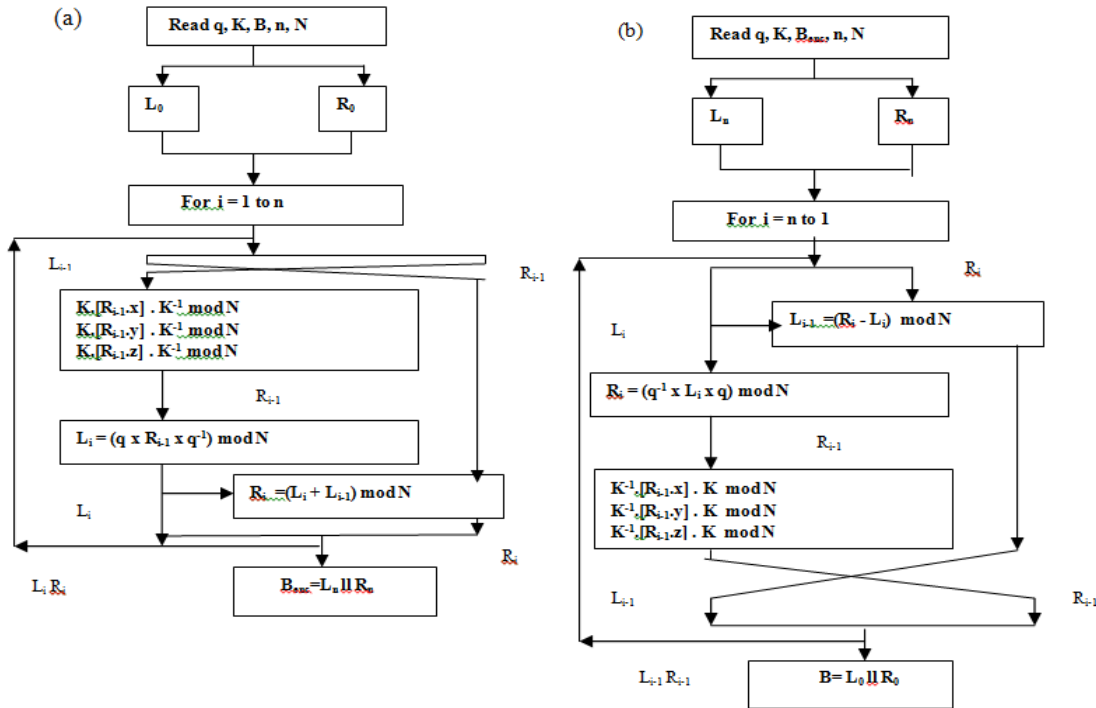 (a)
Read q, K, B, n, N
L₀
R₀
For i = 1 to n
Lᵢ₋₁
Rᵢ₋₁
K.[Rᵢ₋₁.x] . K⁻¹ mod N
K.[Rᵢ₋₁.y] . K⁻¹ mod N
K.[Rᵢ₋₁.z] . K⁻¹ mod N
Rᵢ₋₁
Lᵢ = (q x Rᵢ₋₁ x q⁻¹) mod N
Rᵢ =(Lᵢ + Lᵢ₋₁) mod N
Lᵢ
Rᵢ
Lᵢ Rᵢ
Bₑₙ꜀=Lₙ ll Rₙ
(b)
Read q, K, Bₑₙ꜀, n, N
Lₙ
Rₙ
For i = n to 1
Rᵢ
Lᵢ₋₁ =(Rᵢ - Lᵢ) mod N
Lᵢ
Rᵢ = (q⁻¹ x Lᵢ x q) mod N
Rᵢ₋₁
K⁻¹.[Rᵢ₋₁.x] . K mod N
K⁻¹.[Rᵢ₋₁.y] . K mod N
K⁻¹.[Rᵢ₋₁.z] . K mod N
Lᵢ₋₁
Rᵢ₋₁
Lᵢ₋₁ Rᵢ₋₁
B= L₀ ll R₀